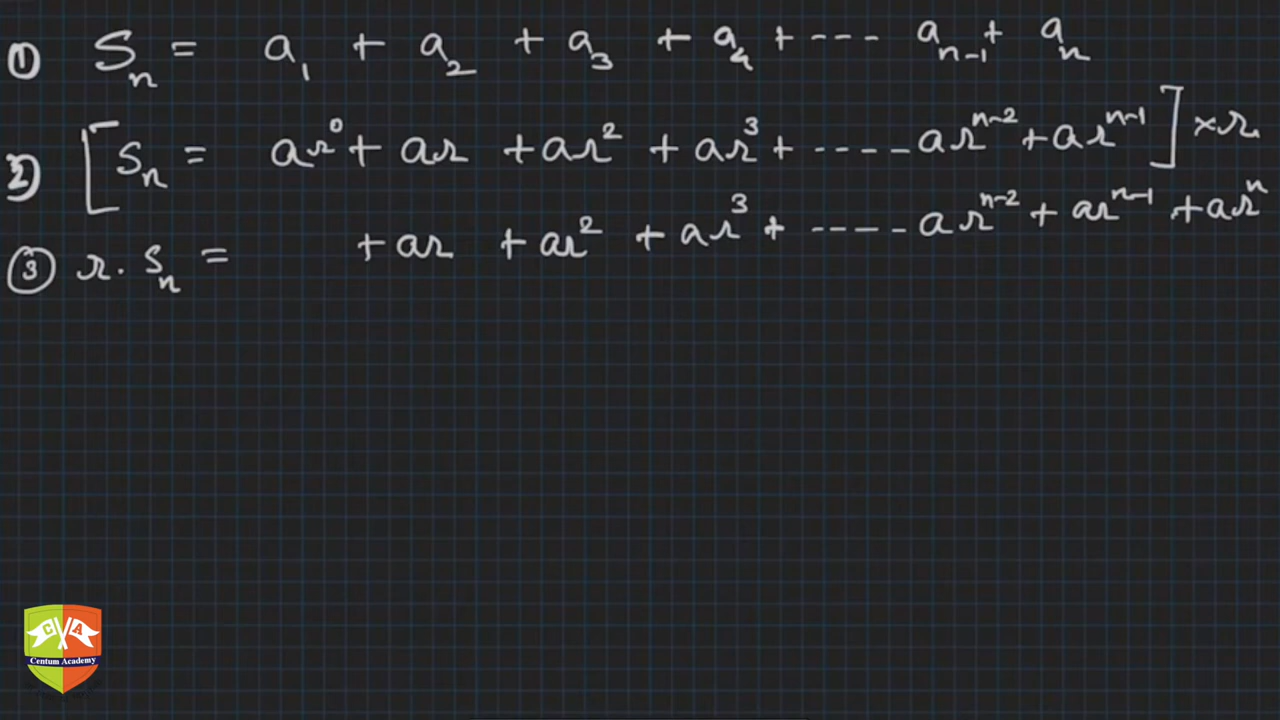 ① Sₙ = a₁ + a₂ + a₃ + a₄ + ---- aₙ₋₁ + aₙ
② [Sₙ = ar⁰ + ar + ar² + ar³ + ----- arⁿ⁻² + arⁿ⁻¹] × r
③ r. Sₙ = + ar + ar² + ar³ + ----- arⁿ⁻² + arⁿ⁻¹ + arⁿ
C A
Centum Academy